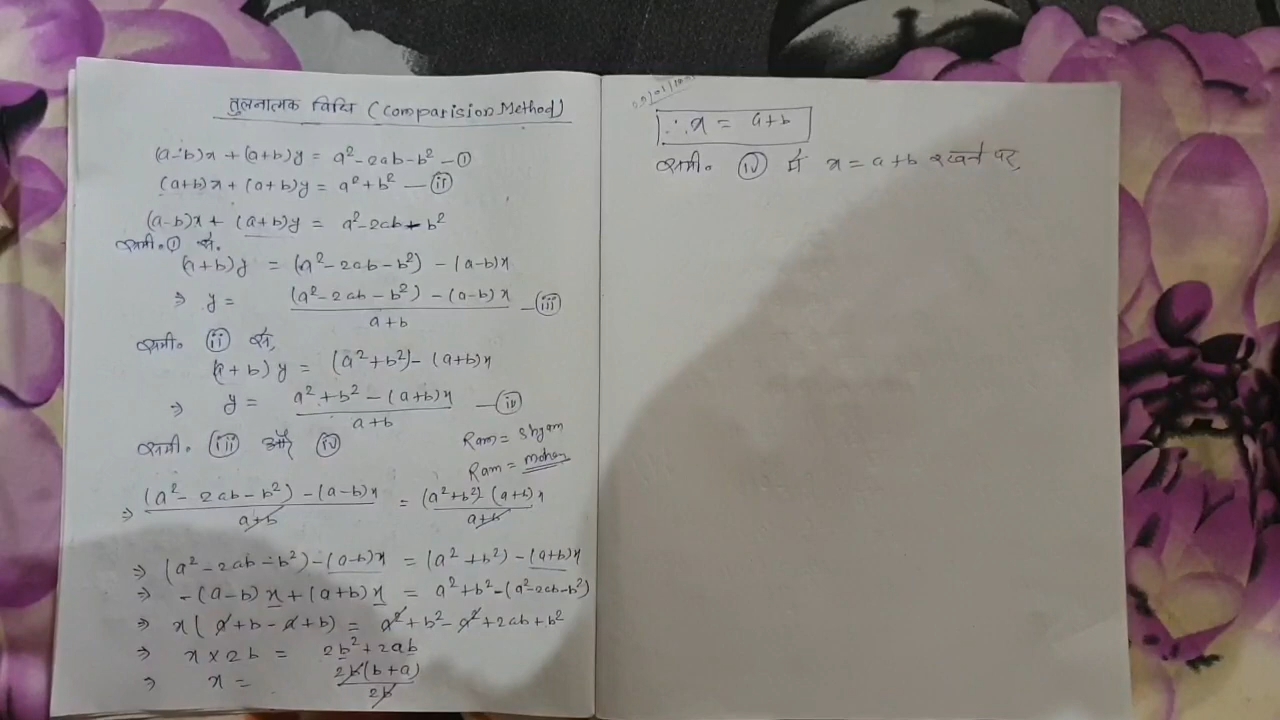 तुलनात्मक विधि (Comparision Method)
(a-b)x + (a+b)y = a² - 2ab - b² - ①
(a+b)x + (a+b)y = a² + b² - ⓘⓘ
(a-b)x + (a+b)y = a² - 2ab - b²
समी. ① से,
(a+b)y = (a² - 2ab - b²) - (a-b)x
⇒ y = (a² - 2ab - b²) - (a-b)x / a+b - (iii)
समी. (ii) से,
(a+b)y = (a² + b²) - (a+b)x
⇒ y = a² + b² - (a+b)x / a+b - (iv)
समी. (iii) और (iv)
Ram = Shyam
Ram = mohan
⇒ (a² - 2ab - b²) - (a-b)x / a+b = (a² + b²) - (a+b)x / a+b
⇒ (a² - 2ab - b²) - (a-b)x = (a² + b²) - (a+b)x
⇒ -(a-b)x + (a+b)x = a² + b² - (a² - 2ab - b²)
⇒ x(a + b - a + b) = a² + b² - a² + 2ab + b²
⇒ x × 2b = 2b² + 2ab
⇒ x = 2b(b+a) / 2b
∴ x = a+b
समी. (iv) में x = a+b रखने पर,